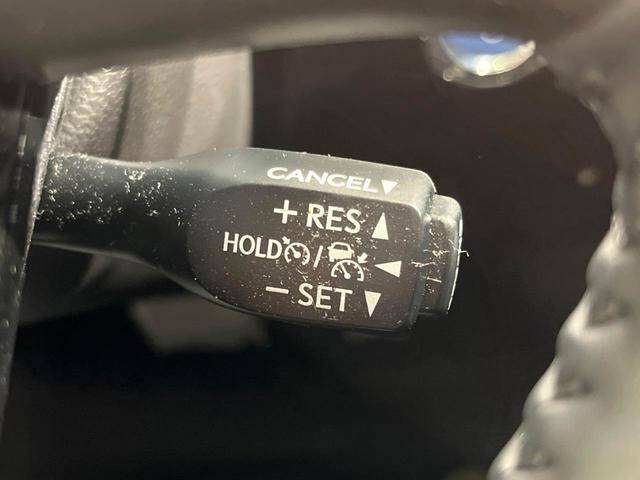 CANCEL▼
+ RES ▲
HOLD / ◀
− SET ▼